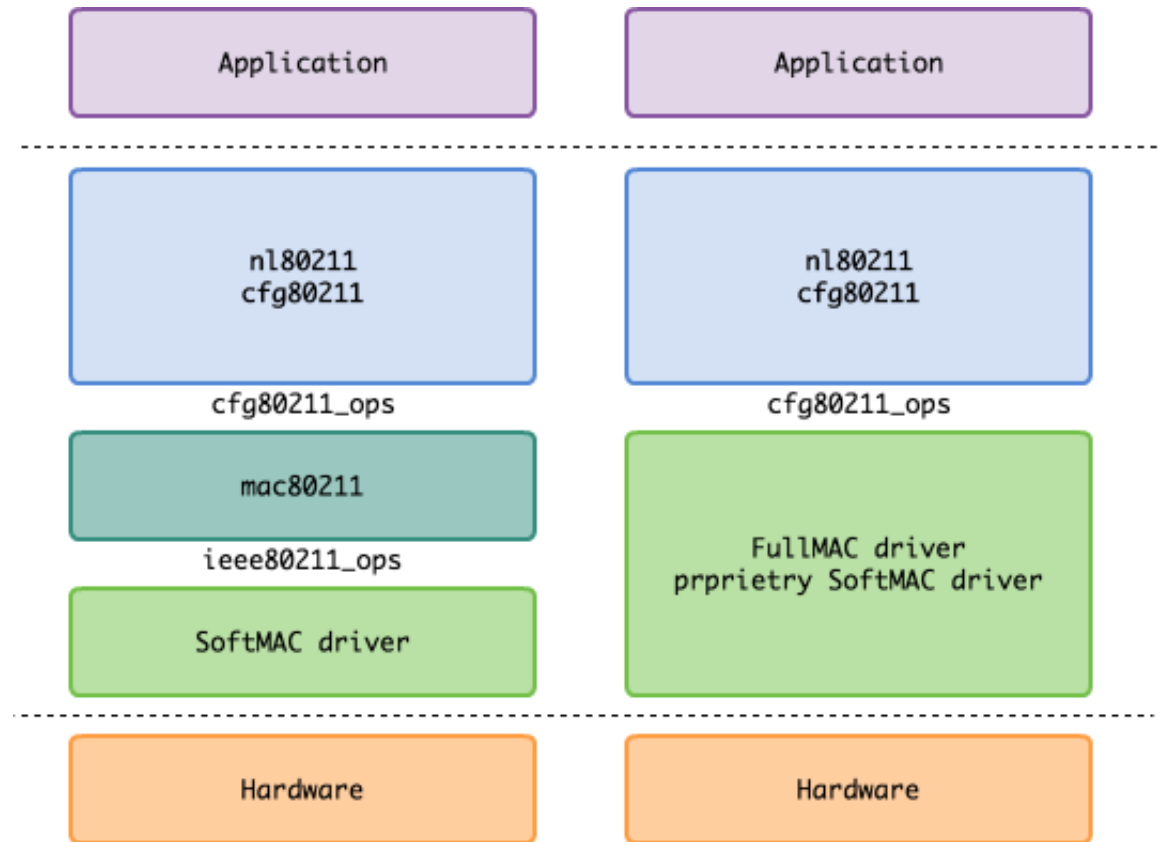 Application
Application
nl80211
cfg80211
nl80211
cfg80211
cfg80211_ops
cfg80211_ops
mac80211
ieee80211_ops
FullMAC driver
prprietry SoftMAC driver
SoftMAC driver
Hardware
Hardware